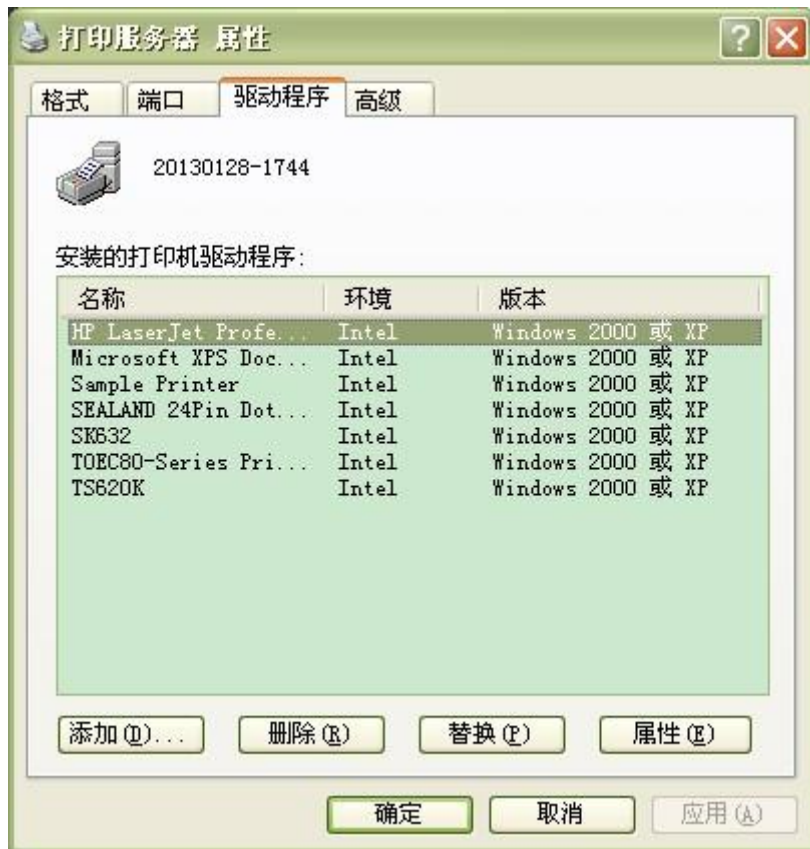 打印服务器 属性
格式 端口 驱动程序 高级
20130128-1744
安装的打印机驱动程序:
名称 环境 版本
HP LaserJet Profe... Intel Windows 2000 或 XP
Microsoft XPS Doc... Intel Windows 2000 或 XP
Sample Printer Intel Windows 2000 或 XP
SEALAND 24Pin Dot... Intel Windows 2000 或 XP
SK632 Intel Windows 2000 或 XP
TOEC80-Series Pri... Intel Windows 2000 或 XP
TS620K Intel Windows 2000 或 XP
添加(D)... 删除(R) 替换(P) 属性(E)
确定 取消 应用(A)